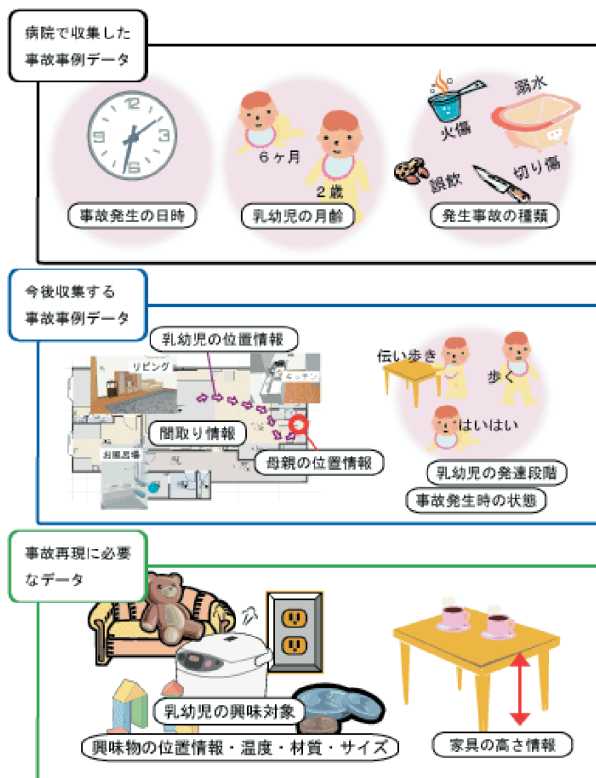 病院で収集した
事故事例データ
火傷
溺水
誤飲
切り傷
6ヶ月
2歳
事故発生の日時
乳幼児の月齢
発生事故の種類
今後収集する
事故事例データ
乳幼児の位置情報
リビング
キッチン
間取り情報
お風呂場
母親の位置情報
伝い歩き
歩く
はいはい
乳幼児の発達段階
事故発生時の状態
事故再現に必要
なデータ
乳幼児の興味対象
興味物の位置情報・温度・材質・サイズ
家具の高さ情報